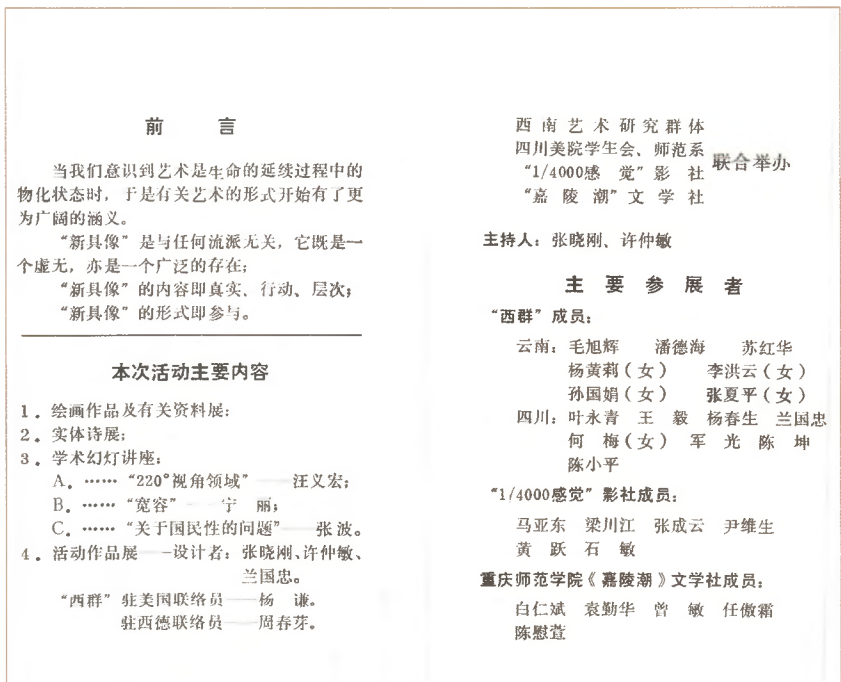 前 言
当我们意识到艺术是生命的延续过程中的
物化状态时，于是有关艺术的形式开始有了更
为广阔的涵义。
“新具像”是与任何流派无关，它既是一
个虚无，亦是一个广泛的存在；
“新具像”的内容即真实、行动、层次；
“新具像”的形式即参与。
本次活动主要内容
1．绘画作品及有关资料展；
2．实体诗展；
3．学术幻灯讲座；
A．……“220°视角领域”——汪义宏；
B．……“宽容”——宁 丽；
C．……“关于国民性的问题”——张波。
4．活动作品展——设计者：张晓刚、许仲敏、
兰国忠。
“西群”驻美国联络员——杨 谦。
驻西德联络员——周春芽。
西南艺术研究群体
四川美院学生会、师范系
“1/4000感 觉”影 社
“嘉 陵 潮”文 学 社
联合举办
主持人：张晓刚、许仲敏
主 要 参 展 者
“西群”成员：
云南：毛旭辉 潘德海 苏红华
杨黄莉（女） 李洪云（女）
孙国娟（女） 张夏平（女）
四川：叶永青 王 毅 杨春生 兰国忠
何 梅（女） 军 光 陈 坤
陈小平
“1/4000感觉”影社成员：
马亚东 梁川江 张成云 尹维生
黄 跃 石 敏
重庆师范学院《嘉陵潮》文学社成员：
白仁斌 袁勤华 曾 敏 任傲霜
陈慰萱